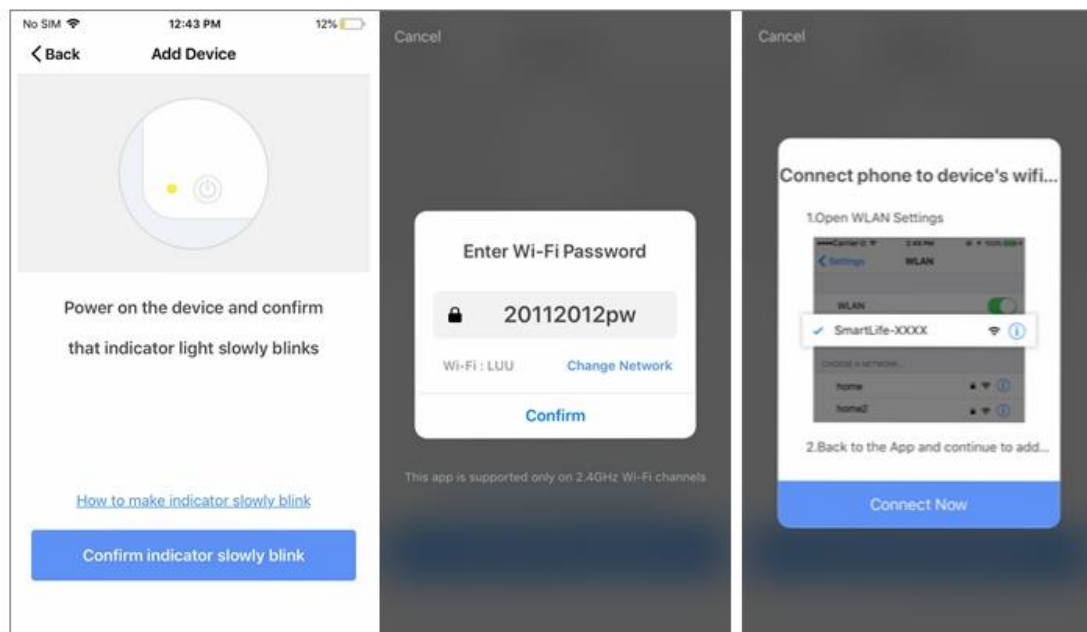 No SIM 12:43 PM 12%
Back Add Device
Power on the device and confirm
that indicator light slowly blinks
How to make indicator slowly blink
Confirm indicator slowly blink
Cancel
Enter Wi-Fi Password
20112012pw
Wi-Fi : LUU Change Network
Confirm
This app is supported only on 2.4GHz Wi-Fi channels
Cancel
Connect phone to device's wifi...
1.Open WLAN Settings
Settings WLAN
WLAN
SmartLife-XXXX
CHOOSE A NETWORK...
home
home2
2.Back to the App and continue to add...
Connect Now